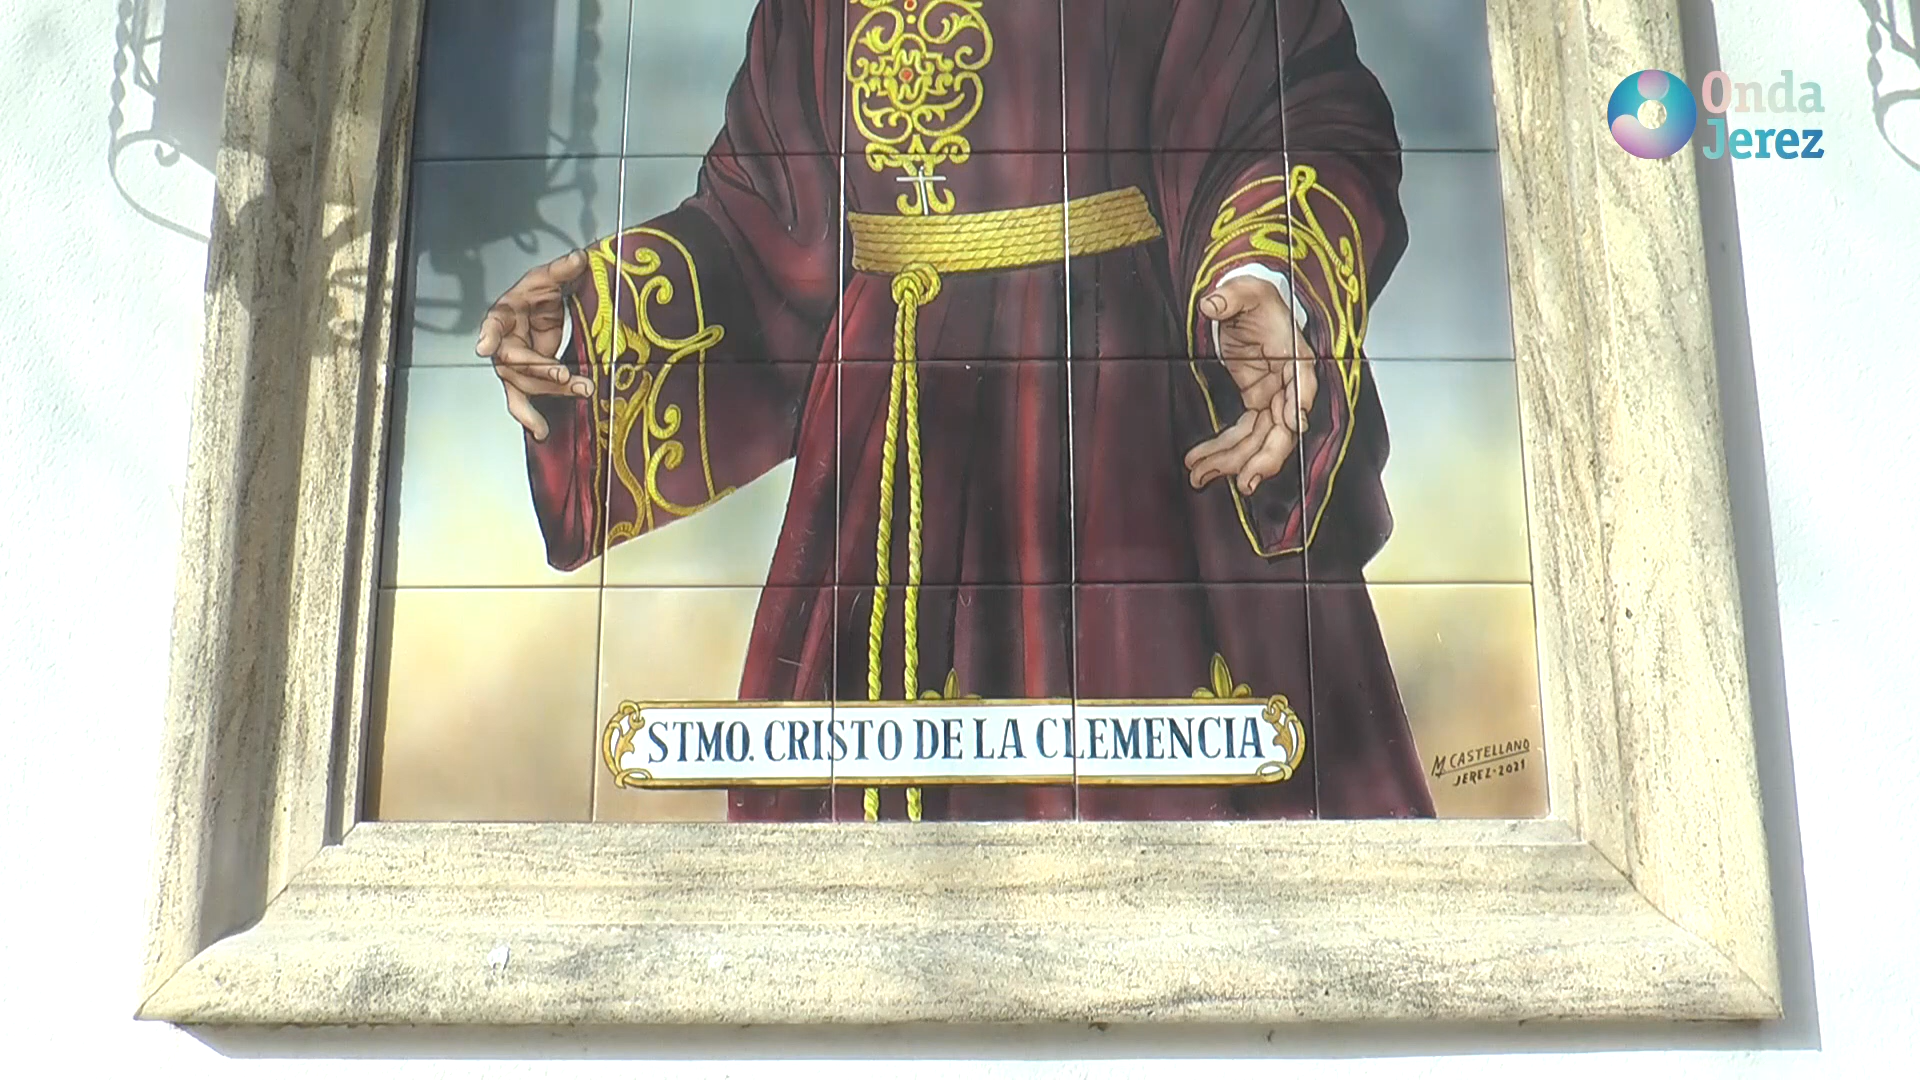 Onda
Jerez
STMO. CRISTO DE LA CLEMENCIA
M. CASTELLANO
JEREZ-2021